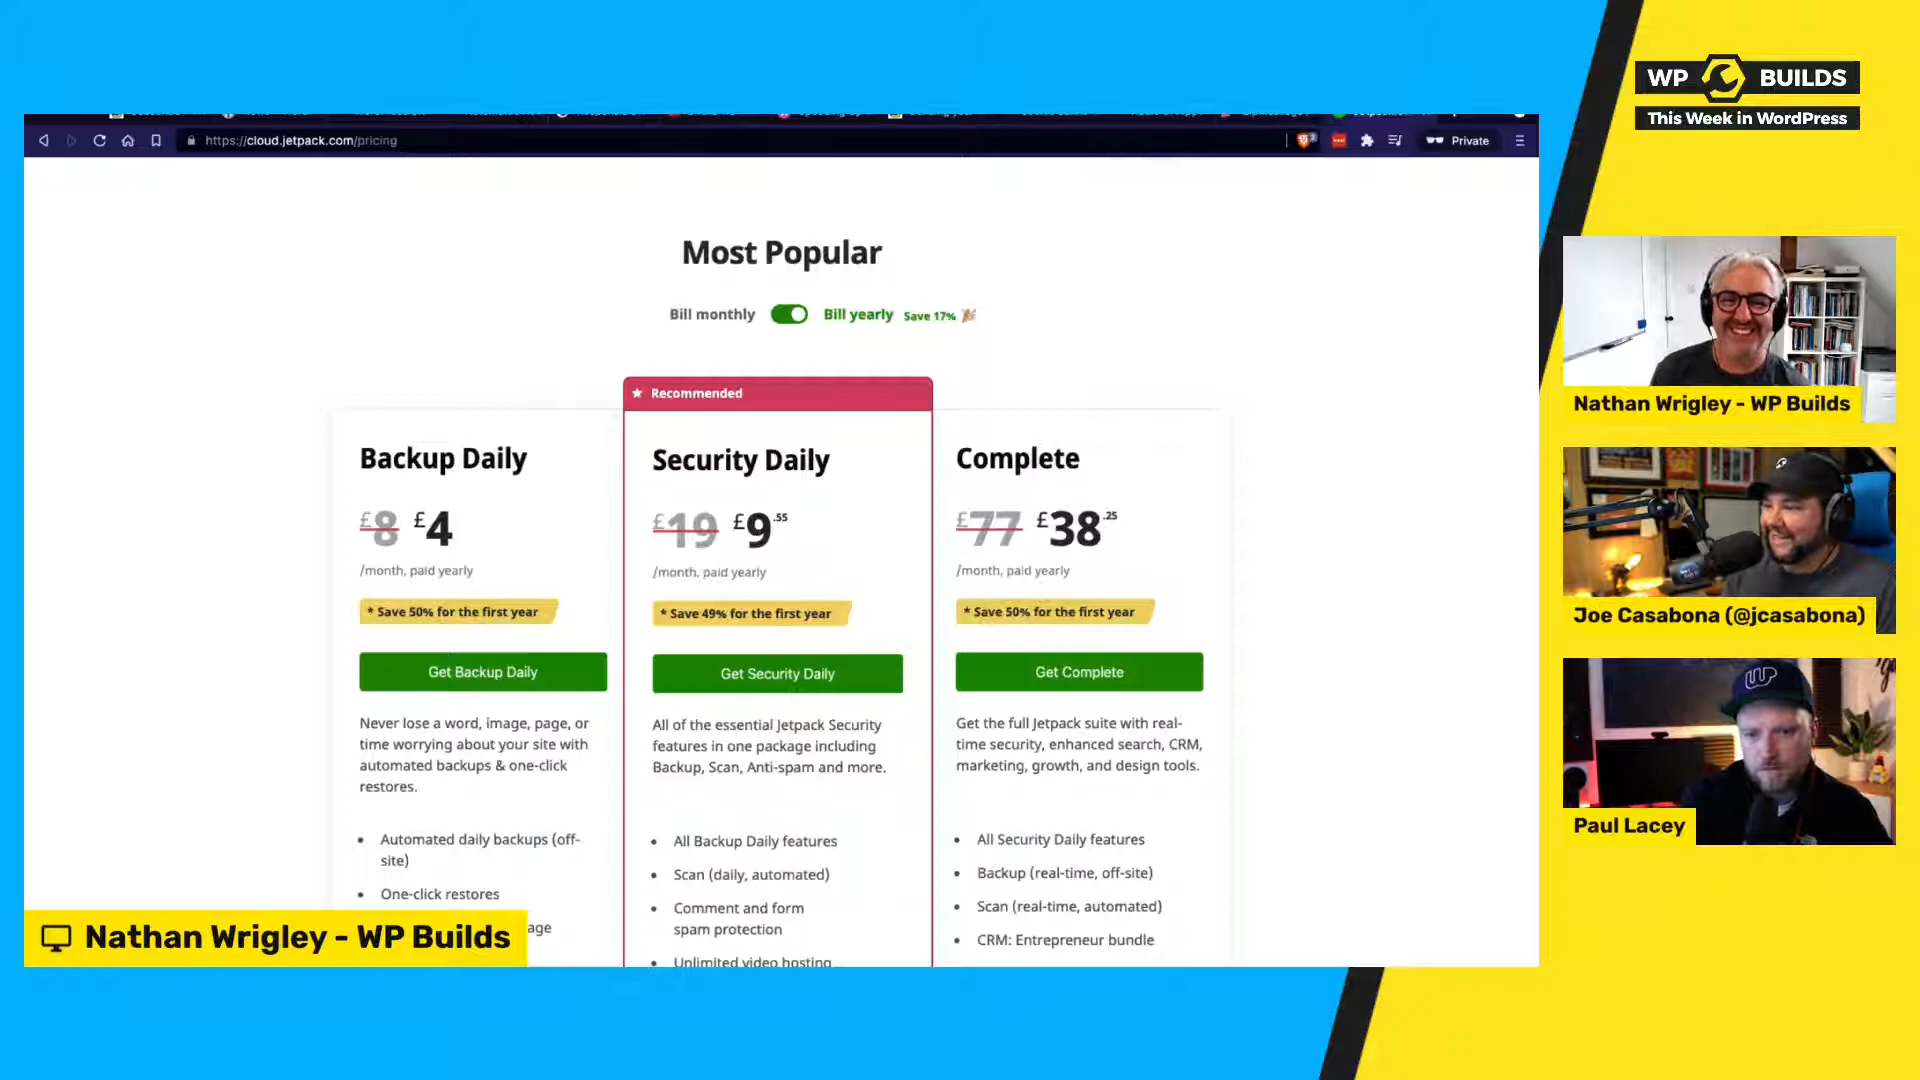 WP BUILDS
This Week in WordPress
https://cloud.jetpack.com/pricing
Private
Most Popular
Bill monthly Bill yearly Save 17%
Recommended
Backup Daily
£8 £4
/month, paid yearly
* Save 50% for the first year
Get Backup Daily
Never lose a word, image, page, or
time worrying about your site with
automated backups & one-click
restores.
• Automated daily backups (off-
site)
• One-click restores
age
Security Daily
£19 £9.55
/month, paid yearly
* Save 49% for the first year
Get Security Daily
All of the essential Jetpack Security
features in one package including
Backup, Scan, Anti-spam and more.
• All Backup Daily features
• Scan (daily, automated)
• Comment and form
spam protection
• Unlimited video hosting
Complete
£77 £38.25
/month, paid yearly
* Save 50% for the first year
Get Complete
Get the full Jetpack suite with real-
time security, enhanced search, CRM,
marketing, growth, and design tools.
• All Security Daily features
• Backup (real-time, off-site)
• Scan (real-time, automated)
• CRM: Entrepreneur bundle
Nathan Wrigley - WP Builds
Nathan Wrigley - WP Builds
Joe Casabona (@jcasabona)
WP
Paul Lacey